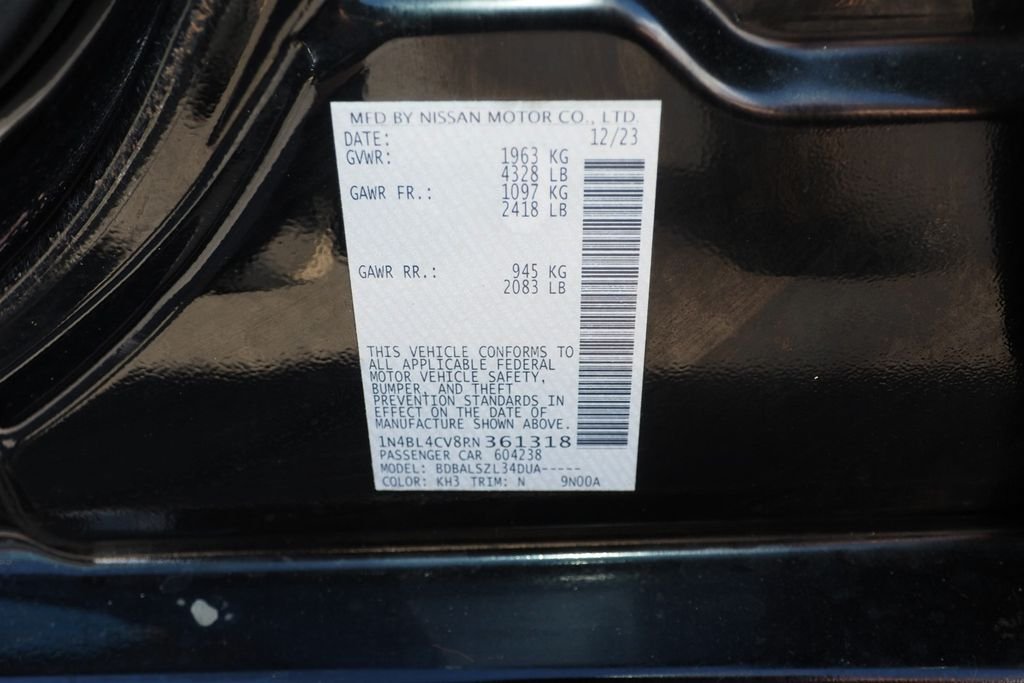 MFD BY NISSAN MOTOR CO., LTD.
DATE: 12/23
GVWR: 1963 KG
4328 LB
GAWR FR.: 1097 KG
2418 LB
GAWR RR.: 945 KG
2083 LB
THIS VEHICLE CONFORMS TO
ALL APPLICABLE FEDERAL
MOTOR VEHICLE SAFETY,
BUMPER, AND THEFT
PREVENTION STANDARDS IN
EFFECT ON THE DATE OF
MANUFACTURE SHOWN ABOVE.
1N4BL4CV8RN361318
PASSENGER CAR 604238
MODEL: BDBALSZL34DUA-----
COLOR: KH3 TRIM: N 9N00A